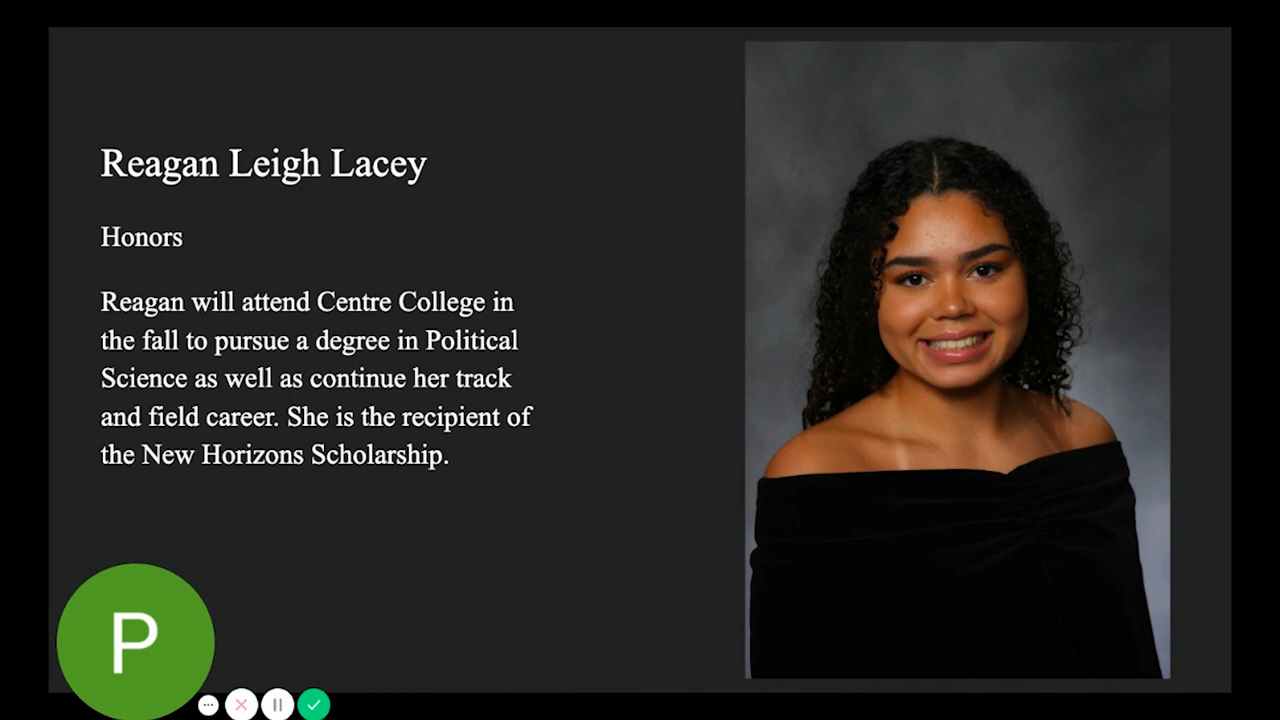 Reagan Leigh Lacey
Honors
Reagan will attend Centre College in
the fall to pursue a degree in Political
Science as well as continue her track
and field career. She is the recipient of
the New Horizons Scholarship.
P